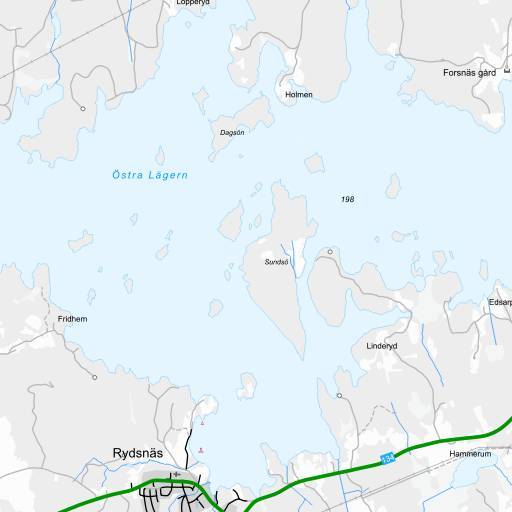 Lopperyd
Forsnäs gård
Holmen
Dagsön
Östra Lägern
198
Sundsö
Edsarp
Fridhem
Linderyd
Rydsnäs
134
Hammerum